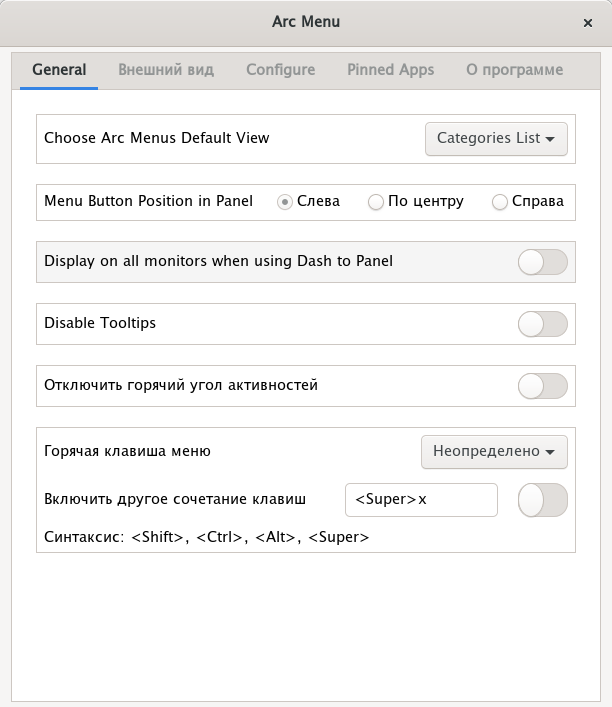 Arc Menu
General Внешний вид Configure Pinned Apps О программе
Choose Arc Menus Default View Categories List
Menu Button Position in Panel Слева По центру Справа
Display on all monitors when using Dash to Panel
Disable Tooltips
Отключить горячий угол активностей
Горячая клавиша меню Неопределено
Включить другое сочетание клавиш <Super>x
Синтаксис: <Shift>, <Ctrl>, <Alt>, <Super>